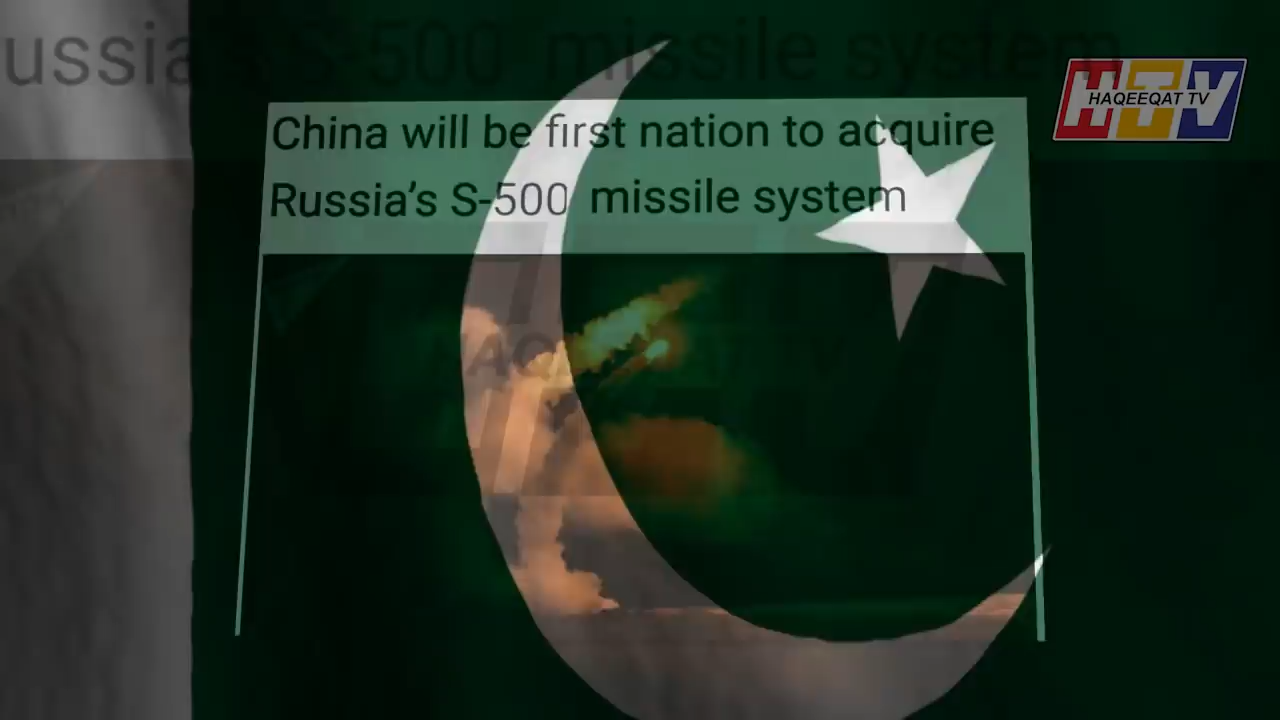 ussia's S-500 missile system
HTV
HAQEEQAT TV
China will be first nation to acquire
Russia’s S-500 missile system